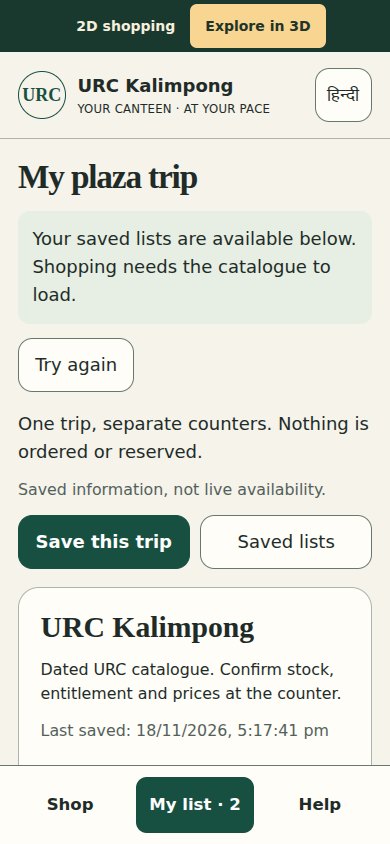 2D shopping
Explore in 3D
URC
URC Kalimpong
YOUR CANTEEN · AT YOUR PACE
हिन्दी
My plaza trip
Your saved lists are available below.
Shopping needs the catalogue to
load.
Try again
One trip, separate counters. Nothing is
ordered or reserved.
Saved information, not live availability.
Save this trip
Saved lists
URC Kalimpong
Dated URC catalogue. Confirm stock,
entitlement and prices at the counter.
Last saved: 18/11/2026, 5:17:41 pm
Shop
My list · 2
Help